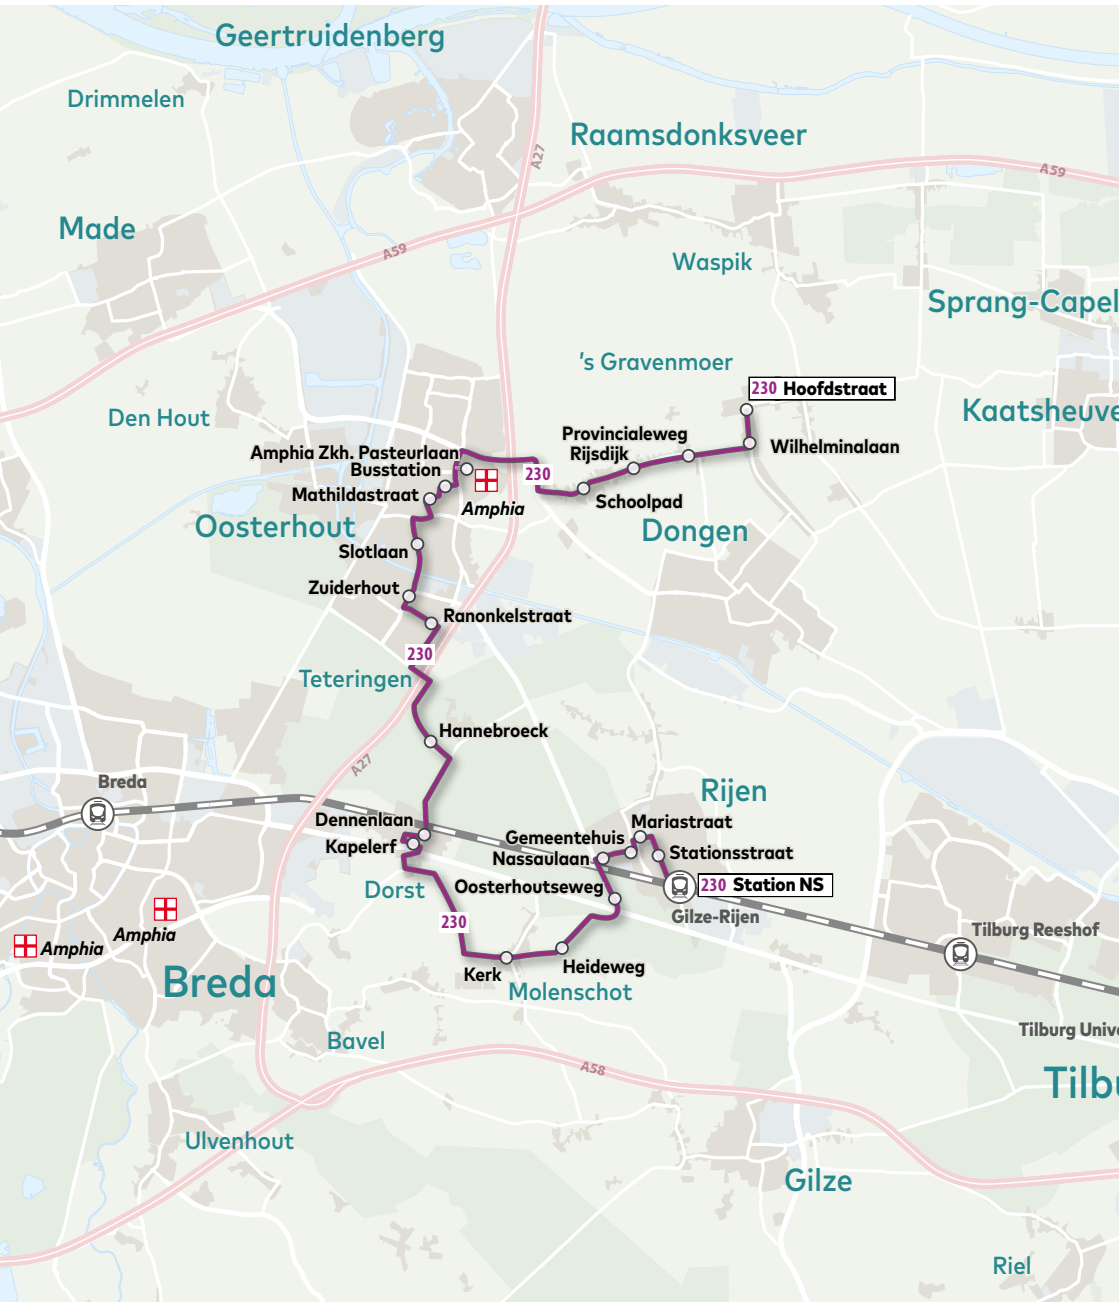 Geertruidenberg
Drimmelen
Raamsdonksveer
A27
A59
Made
A59
Waspik
Sprang-Capel
's Gravenmoer
230 Hoofdstraat
Kaatsheuve
Den Hout
Provincialeweg
Rijsdijk
Wilhelminalaan
Amphia Zkh. Pasteurlaan
Busstation
230
Mathildastraat
Amphia
Schoolpad
Oosterhout
Dongen
Slotlaan
Zuiderhout
Ranonkelstraat
230
Teteringen
Hannebroeck
A27
Breda
Rijen
Dennenlaan
Mariastraat
Kapelerf
Gemeentehuis
Nassaulaan
Stationsstraat
Dorst
Oosterhoutseweg
230 Station NS
Gilze-Rijen
230
Tilburg Reeshof
Amphia
Amphia
Kerk
Heideweg
Breda
Molenschot
Tilburg Unive
Bavel
A58
Tilbu
Ulvenhout
Gilze
Riel